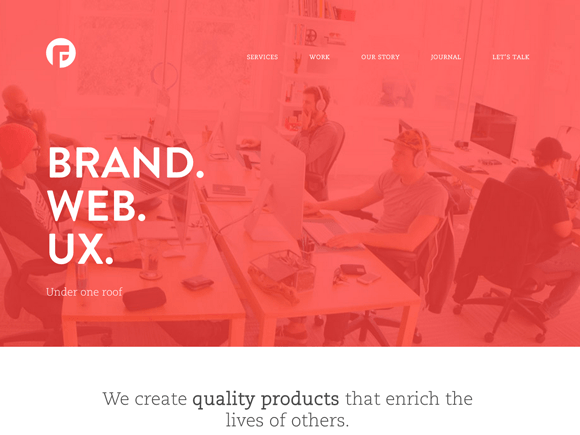 SERVICES WORK OUR STORY JOURNAL LET'S TALK
BRAND.
WEB.
UX.
Under one roof
We create quality products that enrich the
lives of others.